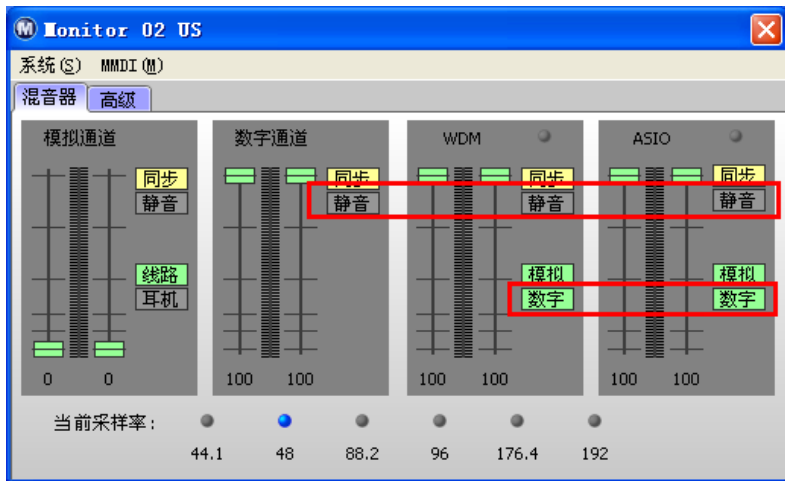 Monitor 02 US
系统(S) MMDI(M)
混音器 高级
模拟通道 数字通道 WDM ASIO
同步 同步 同步 同步
静音 静音 静音 静音
线路 模拟 模拟
耳机 数字 数字
0 0 100 100 100 100 100 100
当前采样率:
44.1 48 88.2 96 176.4 192